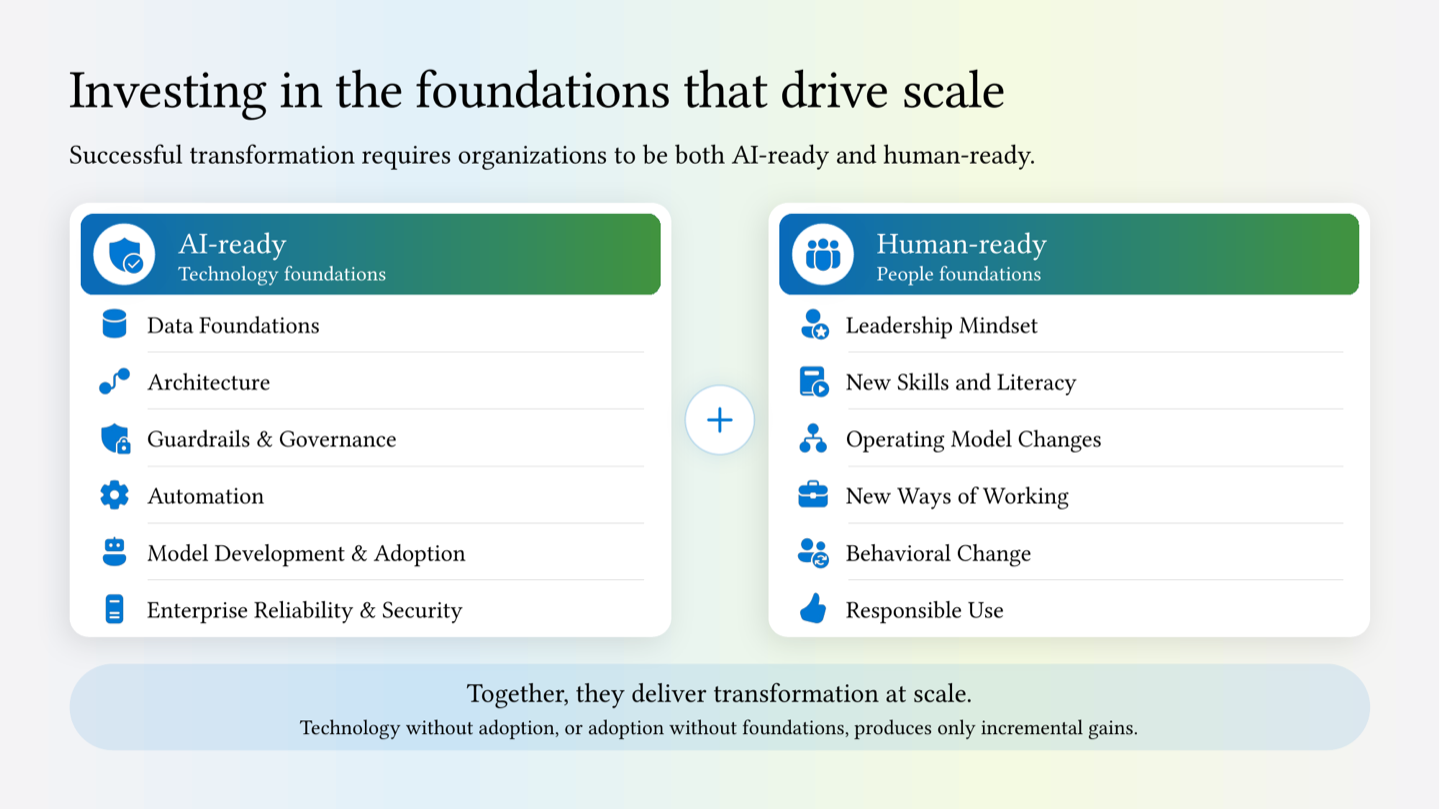 Investing in the foundations that drive scale
Successful transformation requires organizations to be both AI-ready and human-ready.
AI-ready
Technology foundations
Data Foundations
Architecture
Guardrails & Governance
Automation
Model Development & Adoption
Enterprise Reliability & Security
Human-ready
People foundations
Leadership Mindset
New Skills and Literacy
Operating Model Changes
New Ways of Working
Behavioral Change
Responsible Use
Together, they deliver transformation at scale.
Technology without adoption, or adoption without foundations, produces only incremental gains.